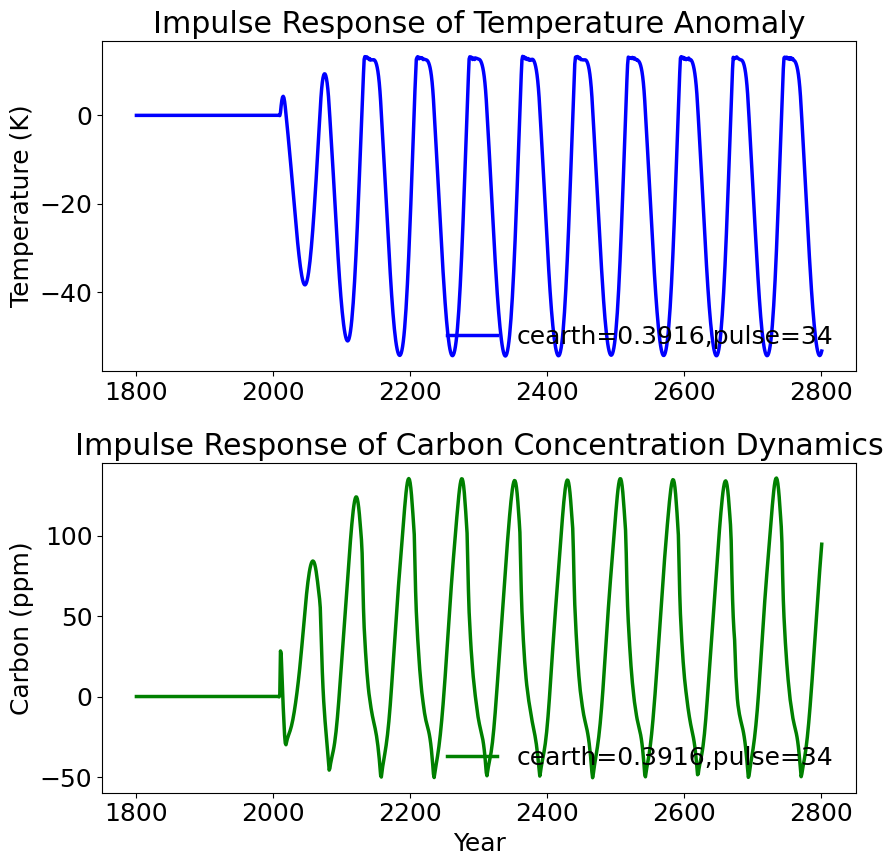 Impulse Response of Temperature Anomaly
Temperature (K)
0
−20
−40
cearth=0.3916,pulse=34
1800 2000 2200 2400 2600 2800
Impulse Response of Carbon Concentration Dynamics
Carbon (ppm)
100
50
0
−50
cearth=0.3916,pulse=34
1800 2000 2200 2400 2600 2800
Year